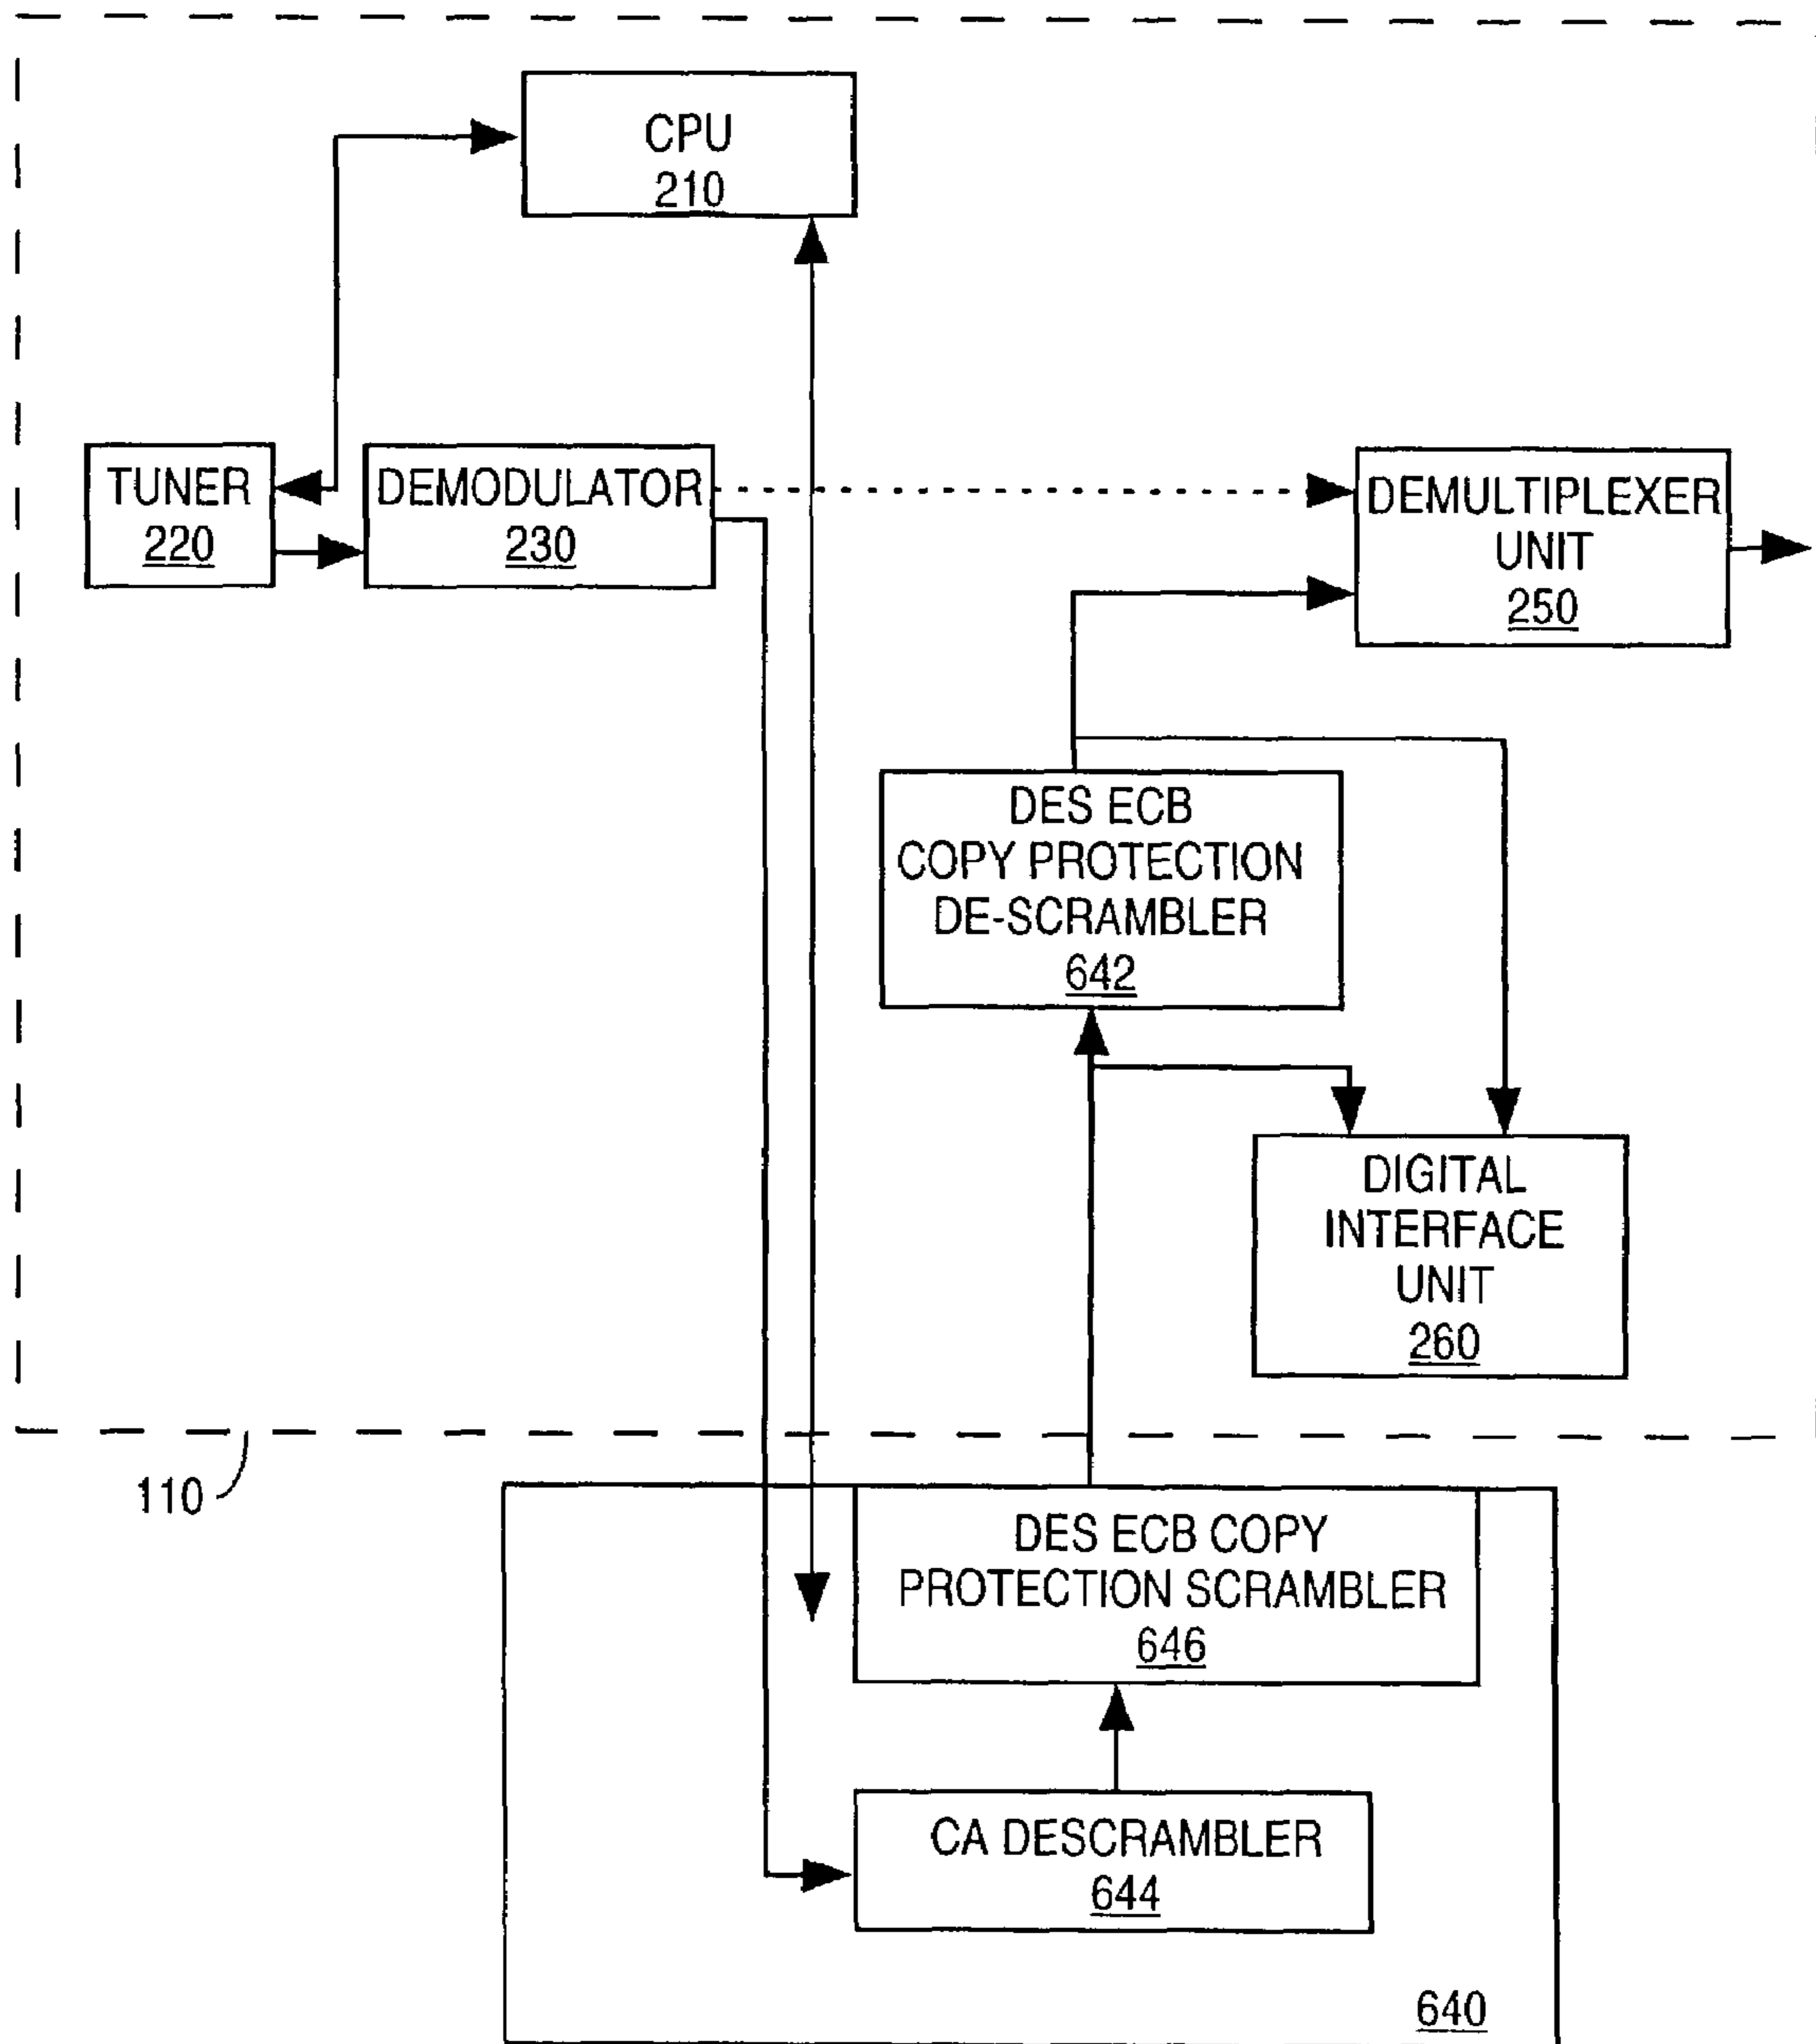 CPU
210
TUNER
220
DEMODULATOR
230
DEMULTIPLEXER
UNIT
250
DES ECB
COPY PROTECTION
DE-SCRAMBLER
642
DIGITAL
INTERFACE
UNIT
260
110
DES ECB COPY
PROTECTION SCRAMBLER
646
CA DESCRAMBLER
644
640